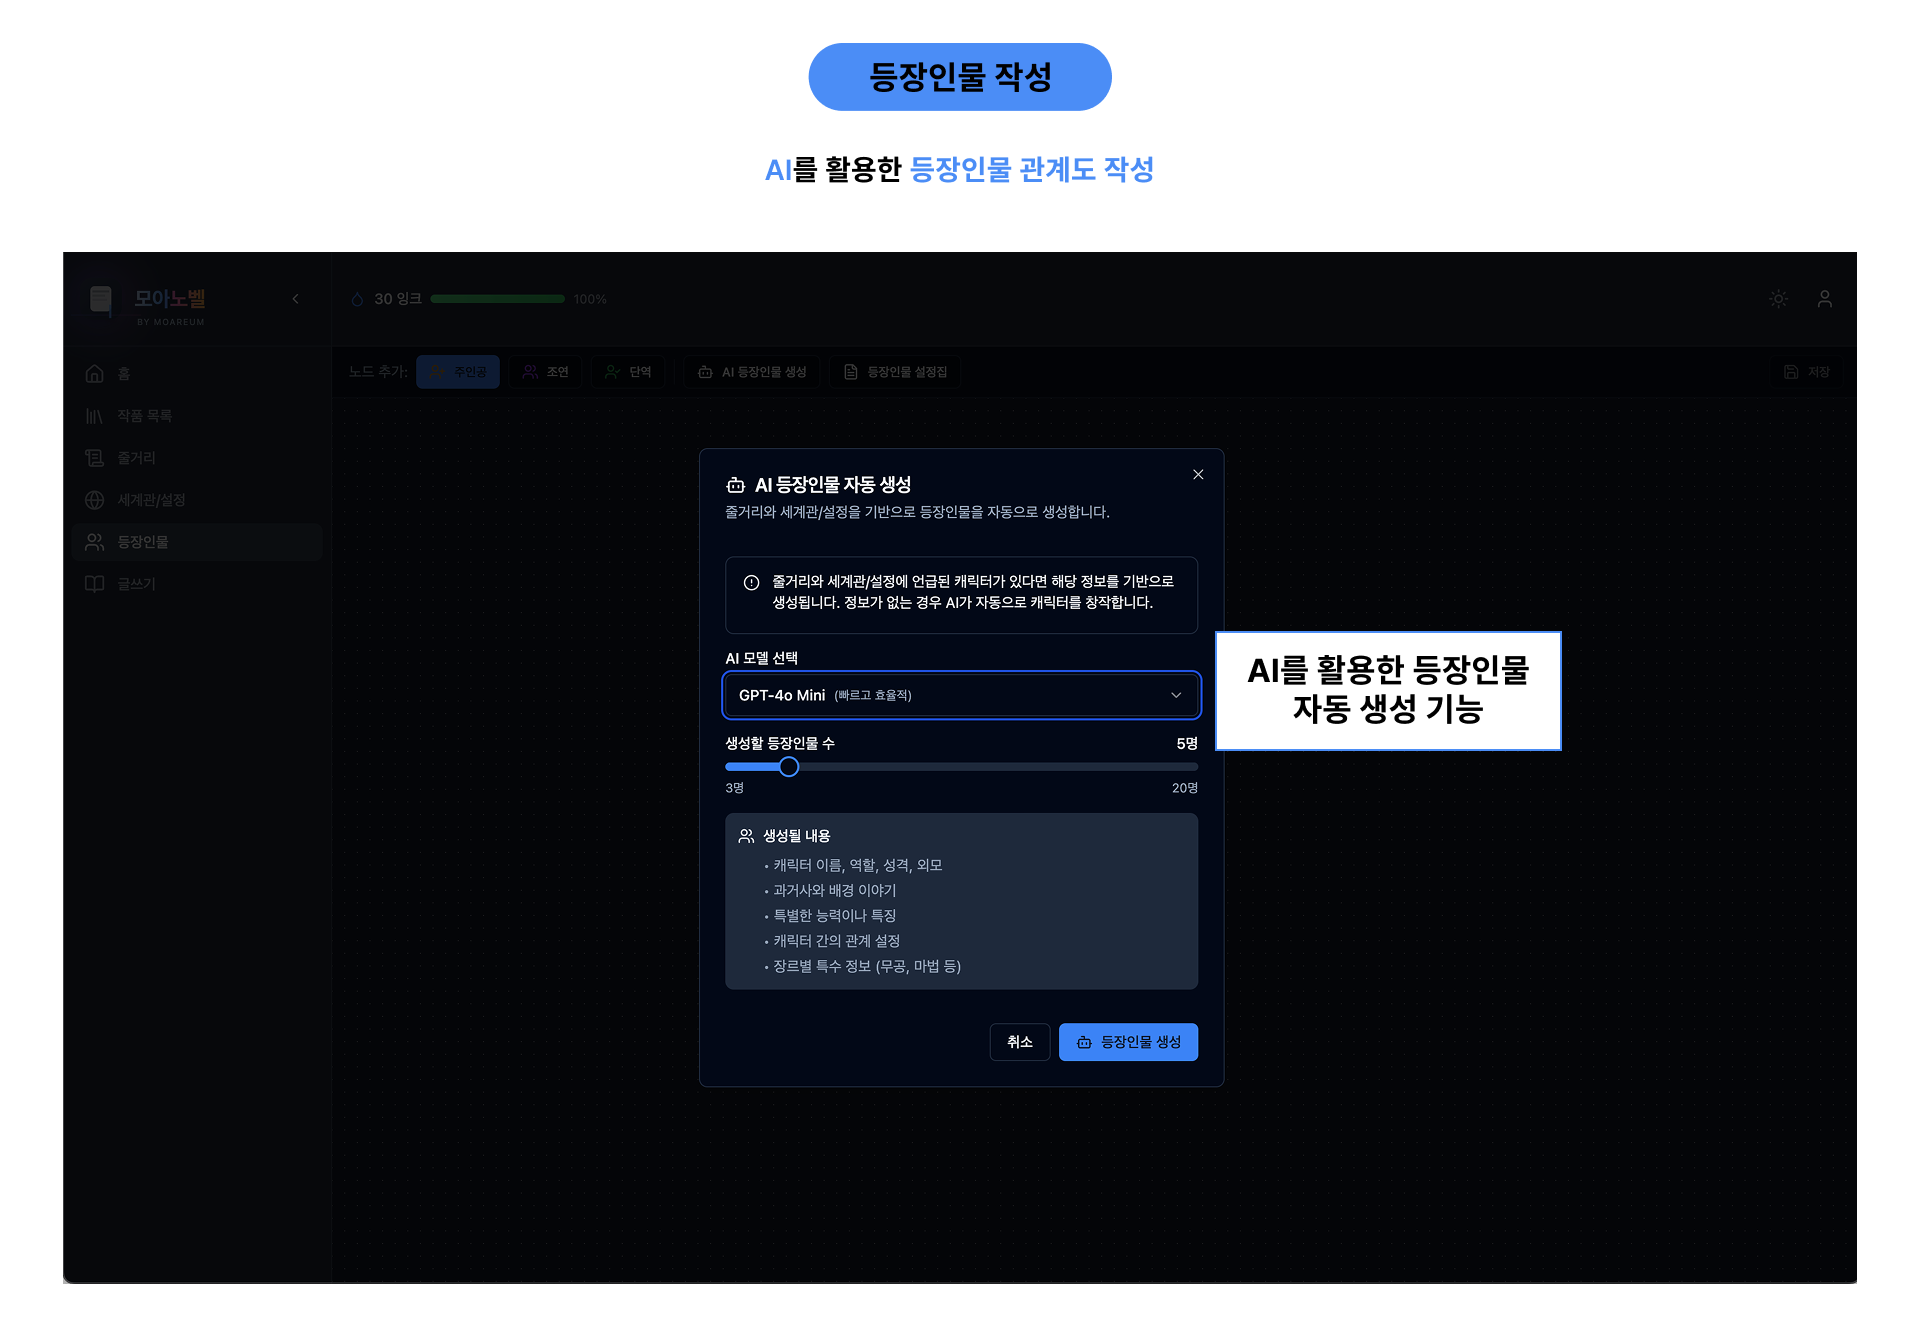 등장인물 작성
AI를 활용한 등장인물 관계도 작성
모아노벨
BY MOAREUM
30 잉크
100%
홈
작품 목록
줄거리
세계관/설정
등장인물
글쓰기
노드 추가:
주인공
조연
단역
AI 등장인물 생성
등장인물 설정집
저장
AI 등장인물 자동 생성
줄거리와 세계관/설정을 기반으로 등장인물을 자동으로 생성합니다.
줄거리와 세계관/설정에 언급된 캐릭터가 있다면 해당 정보를 기반으로
생성됩니다. 정보가 없는 경우 AI가 자동으로 캐릭터를 창작합니다.
AI 모델 선택
GPT-4o Mini (빠르고 효율적)
생성할 등장인물 수
5명
3명
20명
생성될 내용
• 캐릭터 이름, 역할, 성격, 외모
• 과거사와 배경 이야기
• 특별한 능력이나 특징
• 캐릭터 간의 관계 설정
• 장르별 특수 정보 (무공, 마법 등)
취소
등장인물 생성
AI를 활용한 등장인물
자동 생성 기능